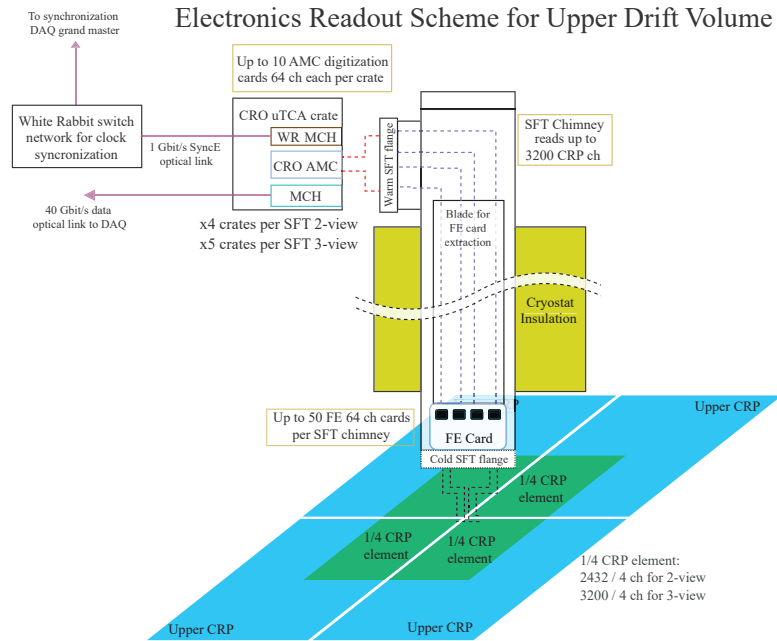 Electronics Readout Scheme for Upper Drift Volume
To synchronization
DAQ grand master
Up to 10 AMC digitization
cards 64 ch each per crate
White Rabbit switch
network for clock
syncronization
1 Gbit/s SyncE
optical link
CRO uTCA crate
WR MCH
CRO AMC
MCH
40 Gbit/s data
optical link to DAQ
x4 crates per SFT 2-view
x5 crates per SFT 3-view
Warm SFT flange
SFT Chimney
reads up to
3200 CRP ch
Blade for
FE card
extraction
Cryostat
Insulation
Up to 50 FE 64 ch cards
per SFT chimney
FE Card
Cold SFT flange
Upper CRP
1/4 CRP
element
1/4 CRP
element
1/4 CRP
element
1/4 CRP element:
2432 / 4 ch for 2-view
3200 / 4 ch for 3-view
Upper CRP
Upper CRP